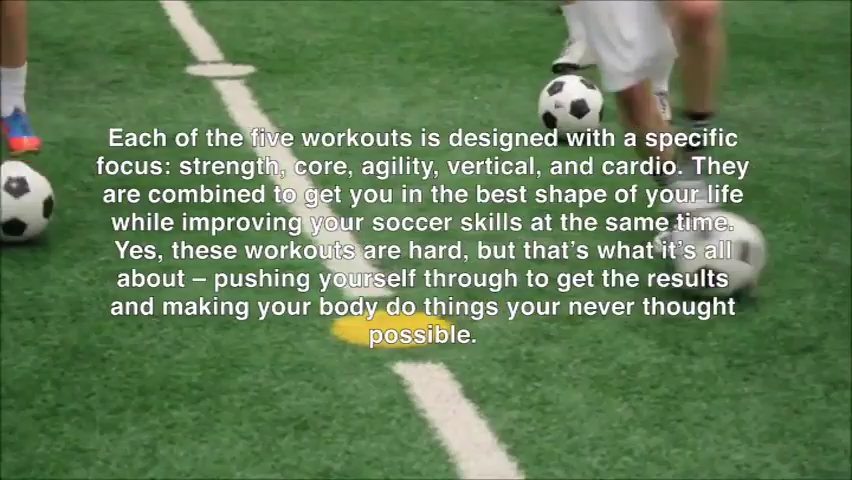 Each of the five workouts is designed with a specific
focus: strength, core, agility, vertical, and cardio. They
are combined to get you in the best shape of your life
while improving your soccer skills at the same time.
Yes, these workouts are hard, but that’s what it’s all
about – pushing yourself through to get the results
and making your body do things your never thought
possible.